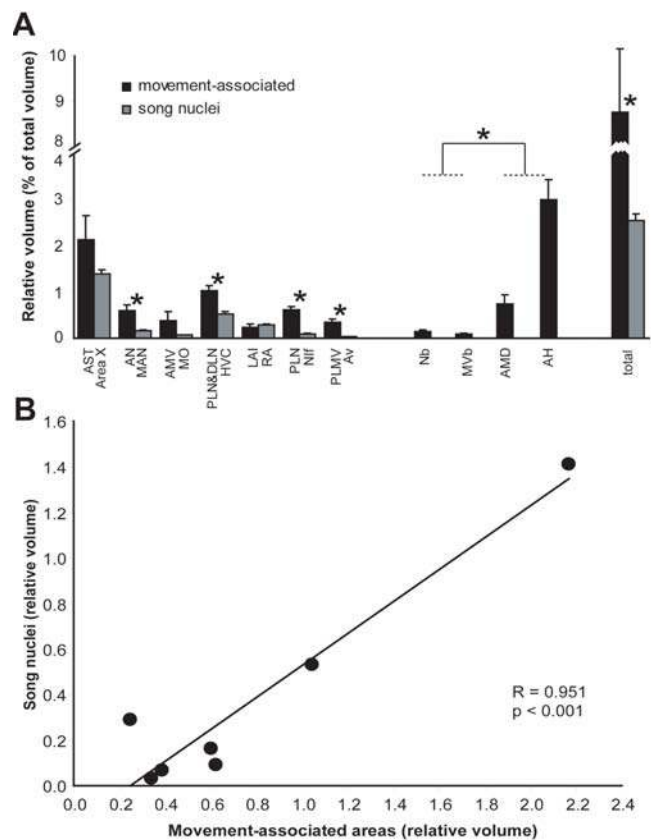 A
Relative volume (% of total volume)
10
9
8
4
3
2
1
0
movement-associated
song nuclei
*
*
*
*
*
*
AST
Area X
AN
MAN
AMV
MO
PLN&DLN
HVC
LAI
RA
PLN
NIf
PLMV
Av
Nb
MVb
AMD
AH
total
B
Song nuclei (relative volume)
1.6
1.4
1.2
1.0
0.8
0.6
0.4
0.2
0.0
R = 0.951
p < 0.001
0.0 0.2 0.4 0.6 0.8 1.0 1.2 1.4 1.6 1.8 2.0 2.2 2.4
Movement-associated areas (relative volume)